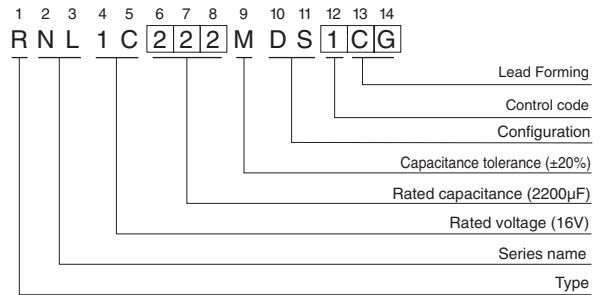 1 2 3 4 5 6 7 8 9 10 11 12 13 14
R N L 1 C 2 2 2 M D S 1 C G
Lead Forming
Control code
Configuration
Capacitance tolerance (±20%)
Rated capacitance (2200µF)
Rated voltage (16V)
Series name
Type